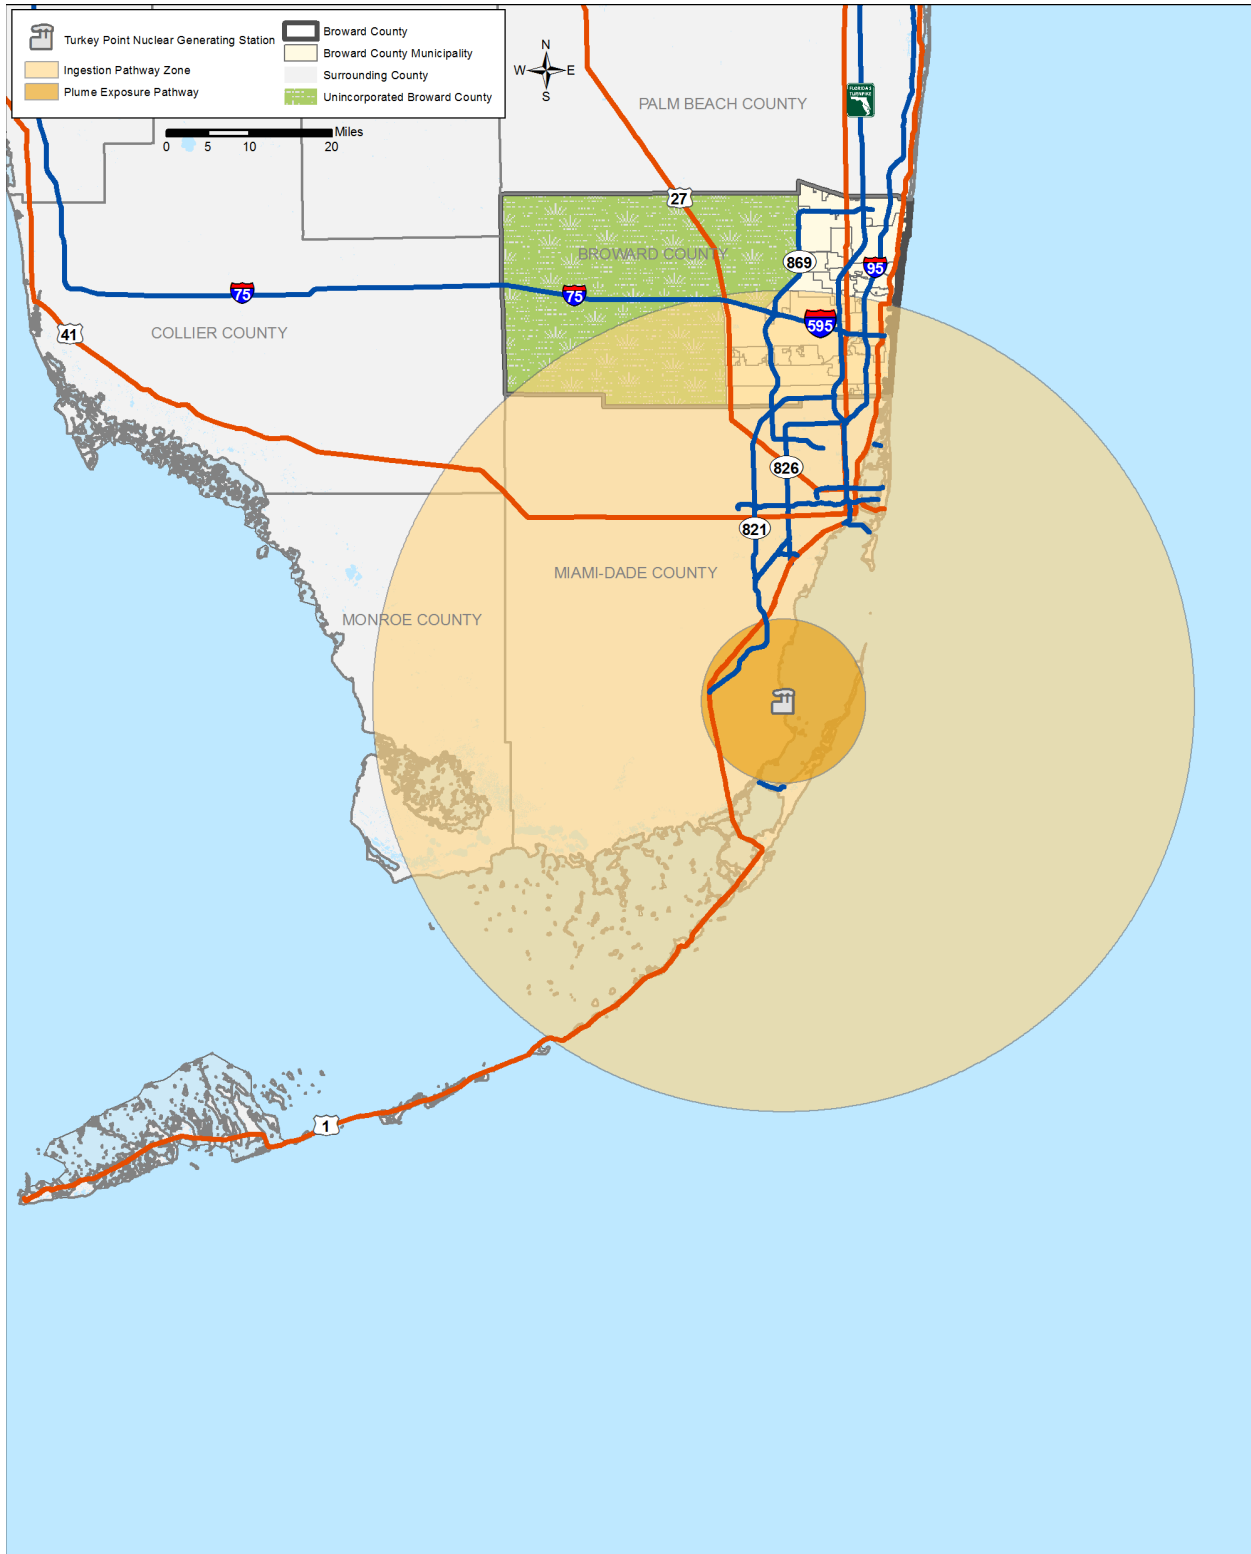 Turkey Point Nuclear Generating Station
Ingestion Pathway Zone
Plume Exposure Pathway
Broward County
Broward County Municipality
Surrounding County
Unincorporated Broward County
N
W E
S
Miles
0 5 10 20
FLORIDA'S
TURNPIKE
PALM BEACH COUNTY
27
BROWARD COUNTY
869
95
75
75
595
41
COLLIER COUNTY
826
821
MIAMI-DADE COUNTY
MONROE COUNTY
1